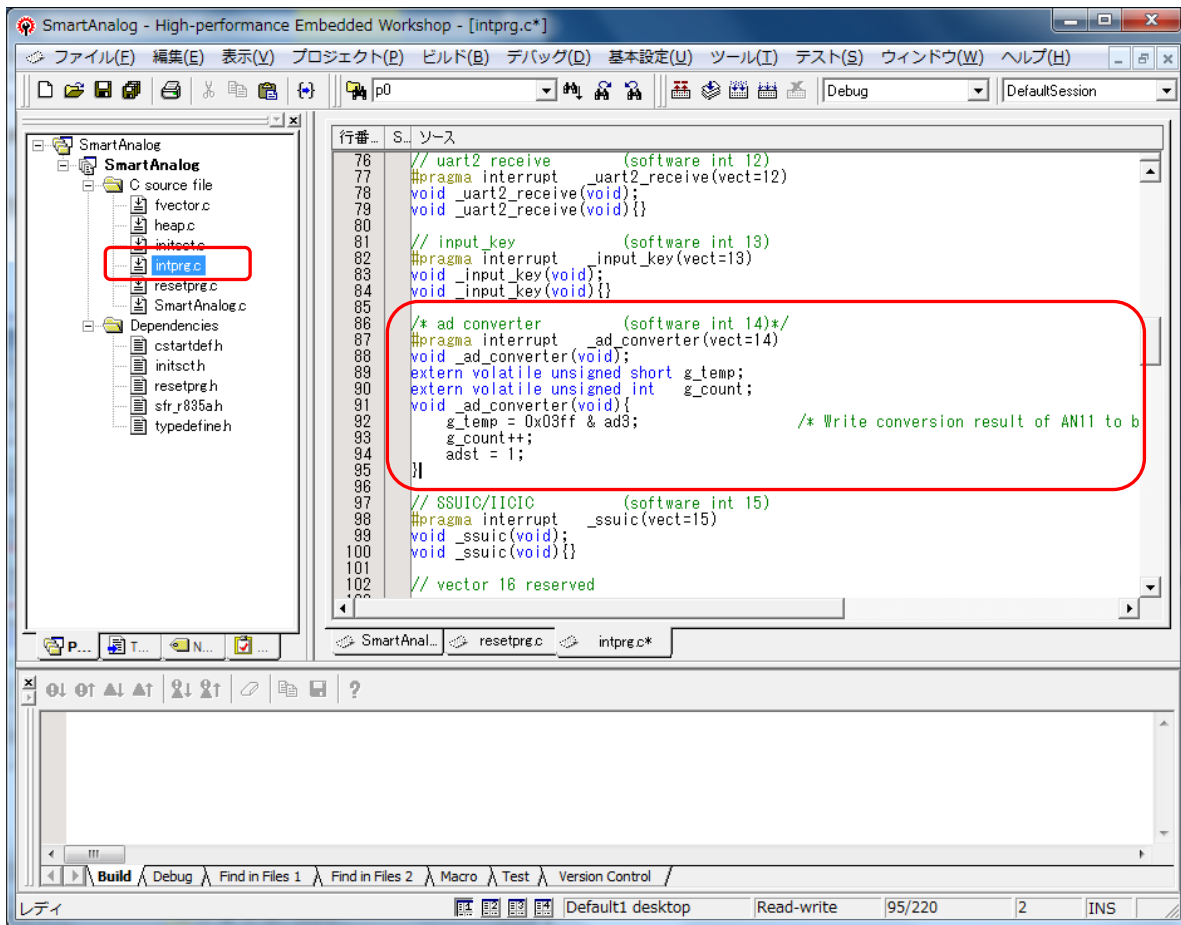 SmartAnalog - High-performance Embedded Workshop - [intprg.c*]
ファイル(F) 編集(E) 表示(V) プロジェクト(P) ビルド(B) デバッグ(D) 基本設定(U) ツール(T) テスト(S) ウィンドウ(W) ヘルプ(H)
p0 Debug DefaultSession
SmartAnalog
SmartAnalog
C source file
fvector.c
heap.c
initsct.c
intprg.c
resetprg.c
SmartAnalog.c
Dependencies
cstartdef.h
initsct.h
resetprg.h
sfr_r835a.h
typedefine.h
P... T... N... ...
行番... S... ソース
76 // uart2 receive (software int 12)
77 #pragma interrupt _uart2_receive(vect=12)
78 void _uart2_receive(void);
79 void _uart2_receive(void){}
80
81 // input_key (software int 13)
82 #pragma interrupt _input_key(vect=13)
83 void _input_key(void);
84 void _input_key(void){}
85
86 /* ad converter (software int 14)*/
87 #pragma interrupt _ad_converter(vect=14)
88 void _ad_converter(void);
89 extern volatile unsigned short g_temp;
90 extern volatile unsigned int g_count;
91 void _ad_converter(void){
92 g_temp = 0x03ff & ad3; /* Write conversion result of AN11 to b
93 g_count++;
94 adst = 1;
95 }
96
97 // SSUIC/IICIC (software int 15)
98 #pragma interrupt _ssuic(vect=15)
99 void _ssuic(void);
100 void _ssuic(void){}
101
102 // vector 16 reserved
SmartAnal... resetprg.c intprg.c*
Build Debug Find in Files 1 Find in Files 2 Macro Test Version Control
レディ Default1 desktop Read-write 95/220 2 INS